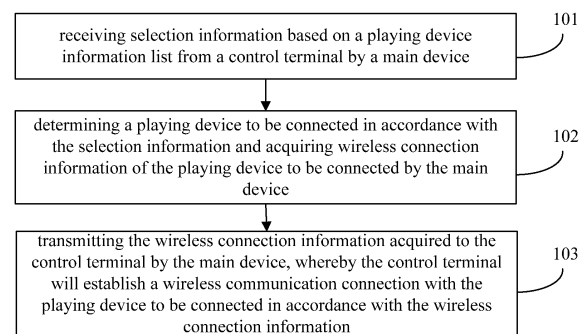 101
receiving selection information based on a playing device
information list from a control terminal by a main device
determining a playing device to be connected in accordance with
the selection information and acquiring wireless connection
information of the playing device to be connected by the main
device
102
transmitting the wireless connection information acquired to the
control terminal by the main device, whereby the control terminal
will establish a wireless communication connection with the
playing device to be connected in accordance with the wireless
connection information
103